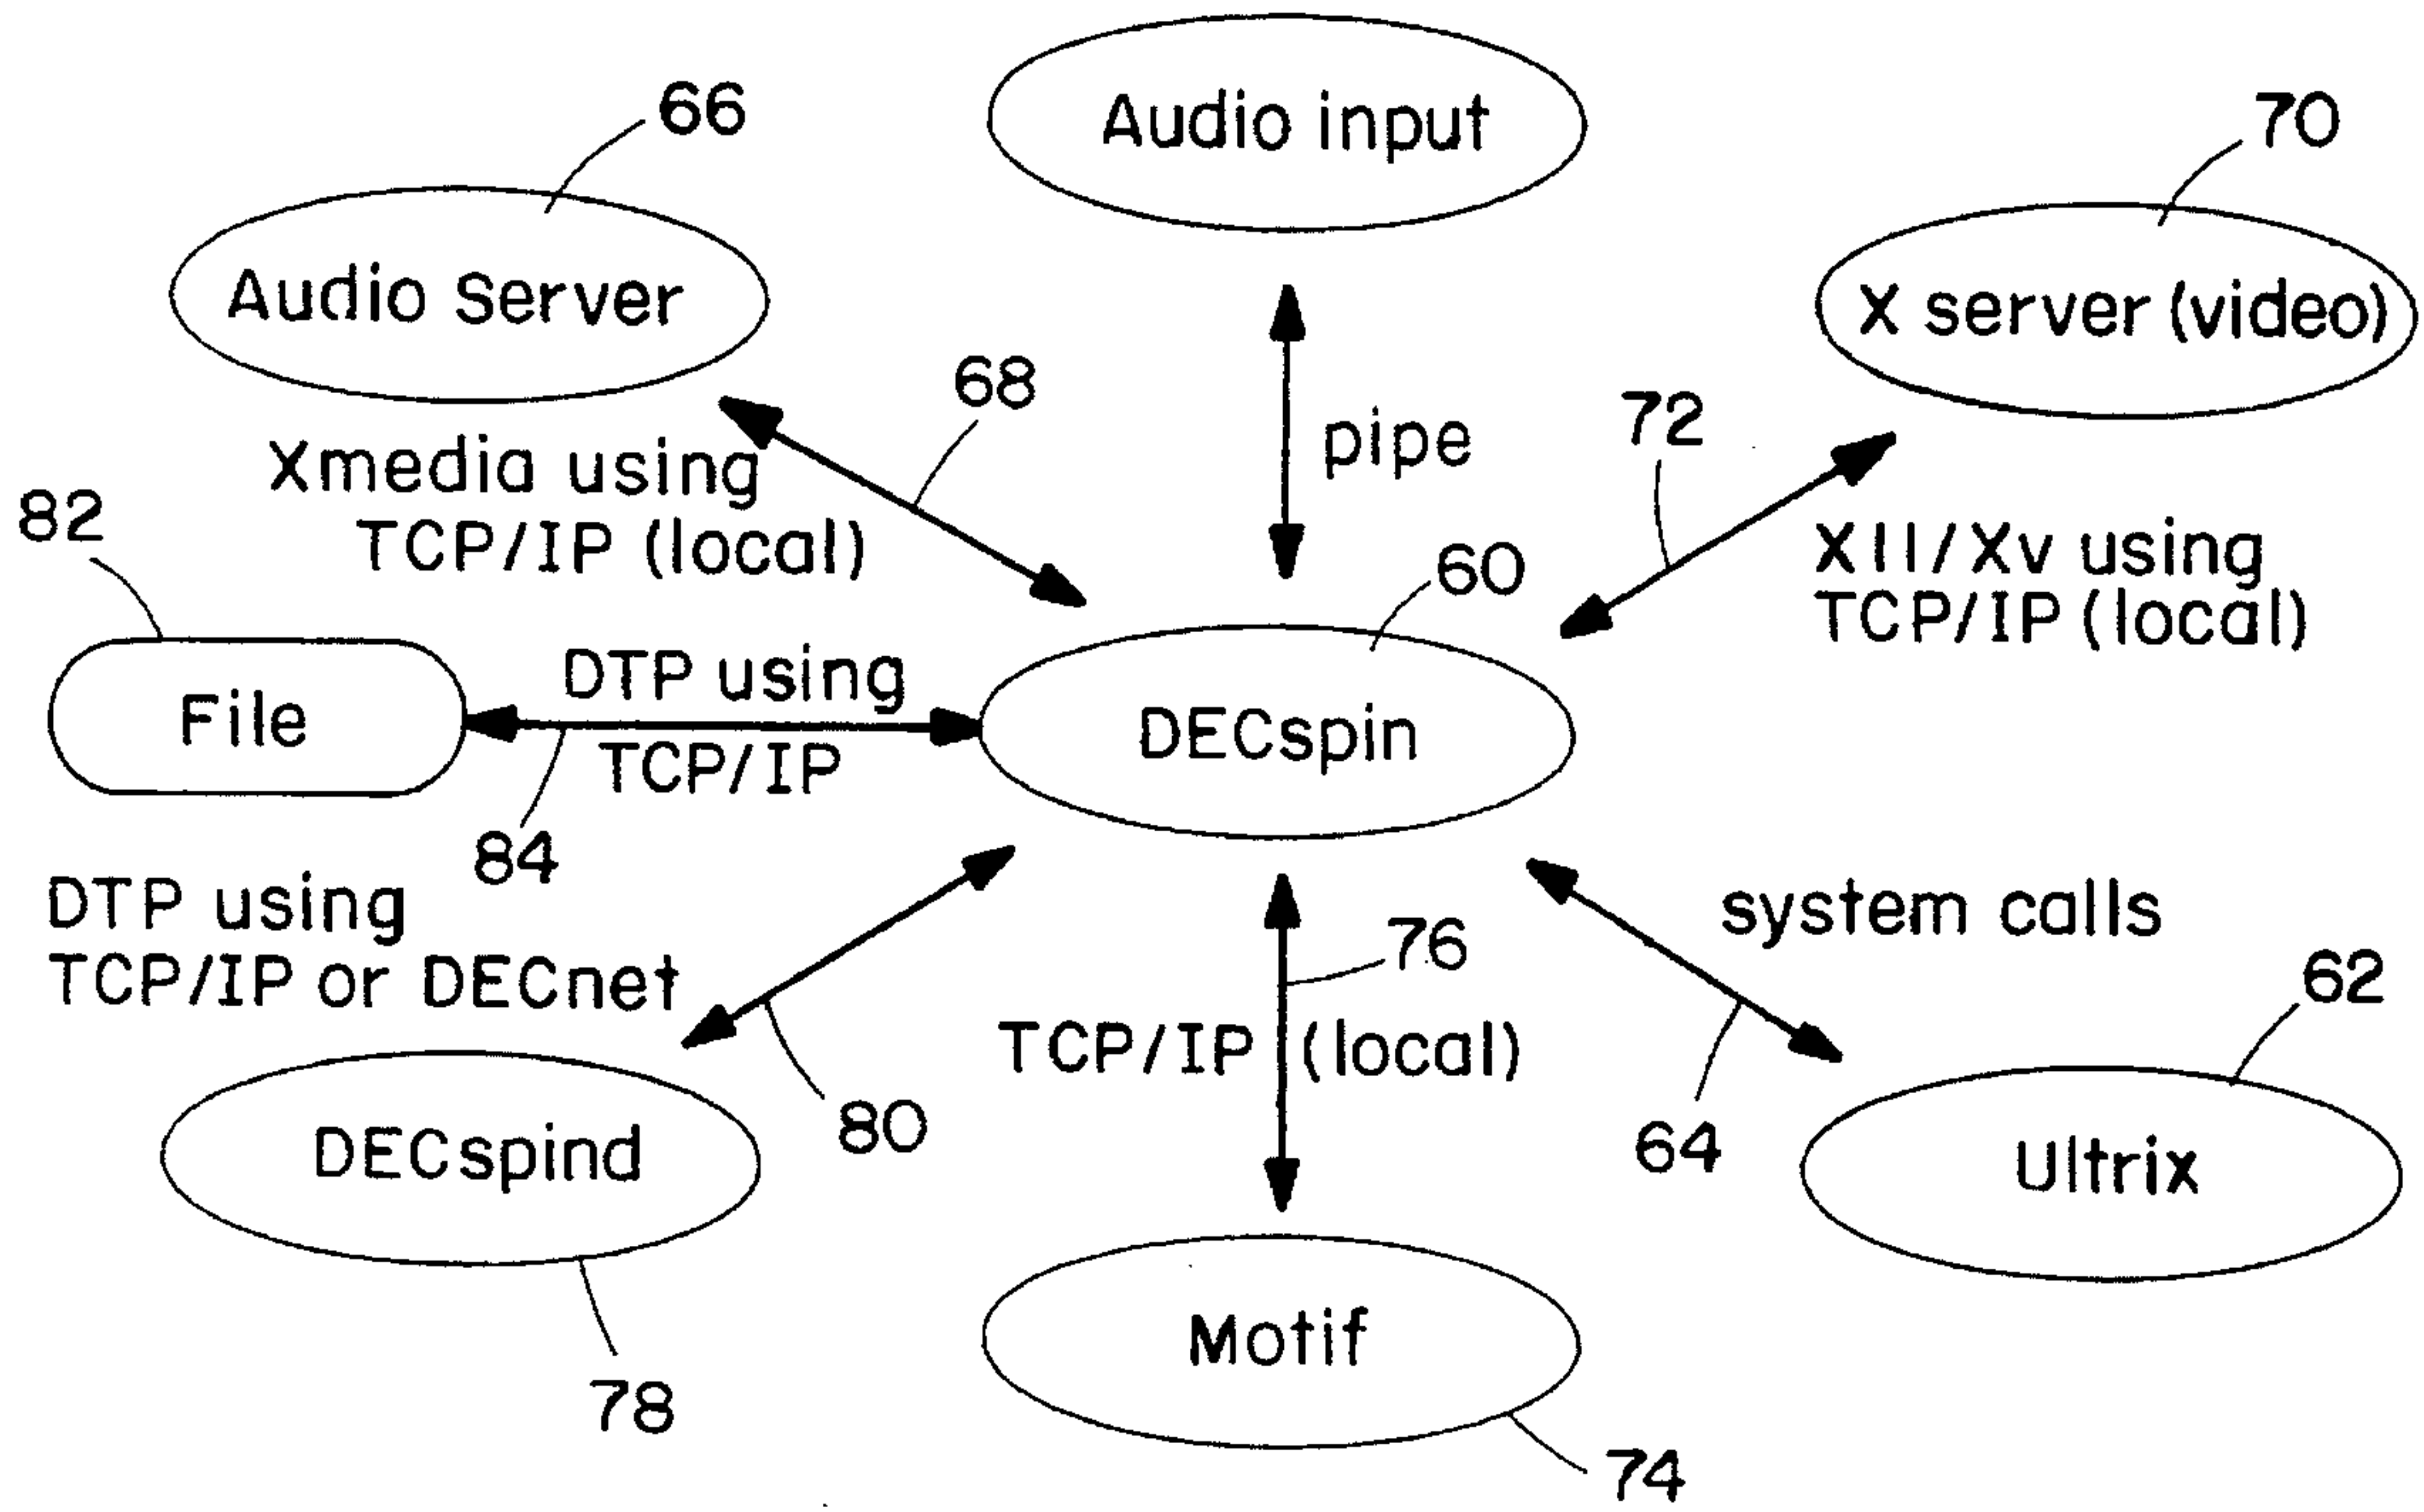 Audio input
66
70
Audio Server
X server (video)
68
72
pipe
Xmedia using
TCP/IP (local)
82
60
X11/Xv using
TCP/IP (local)
DTP using
TCP/IP
File
DECspin
84
DTP using
TCP/IP or DECnet
system calls
76
62
TCP/IP (local)
80
64
DECspind
Ultrix
78
Motif
74